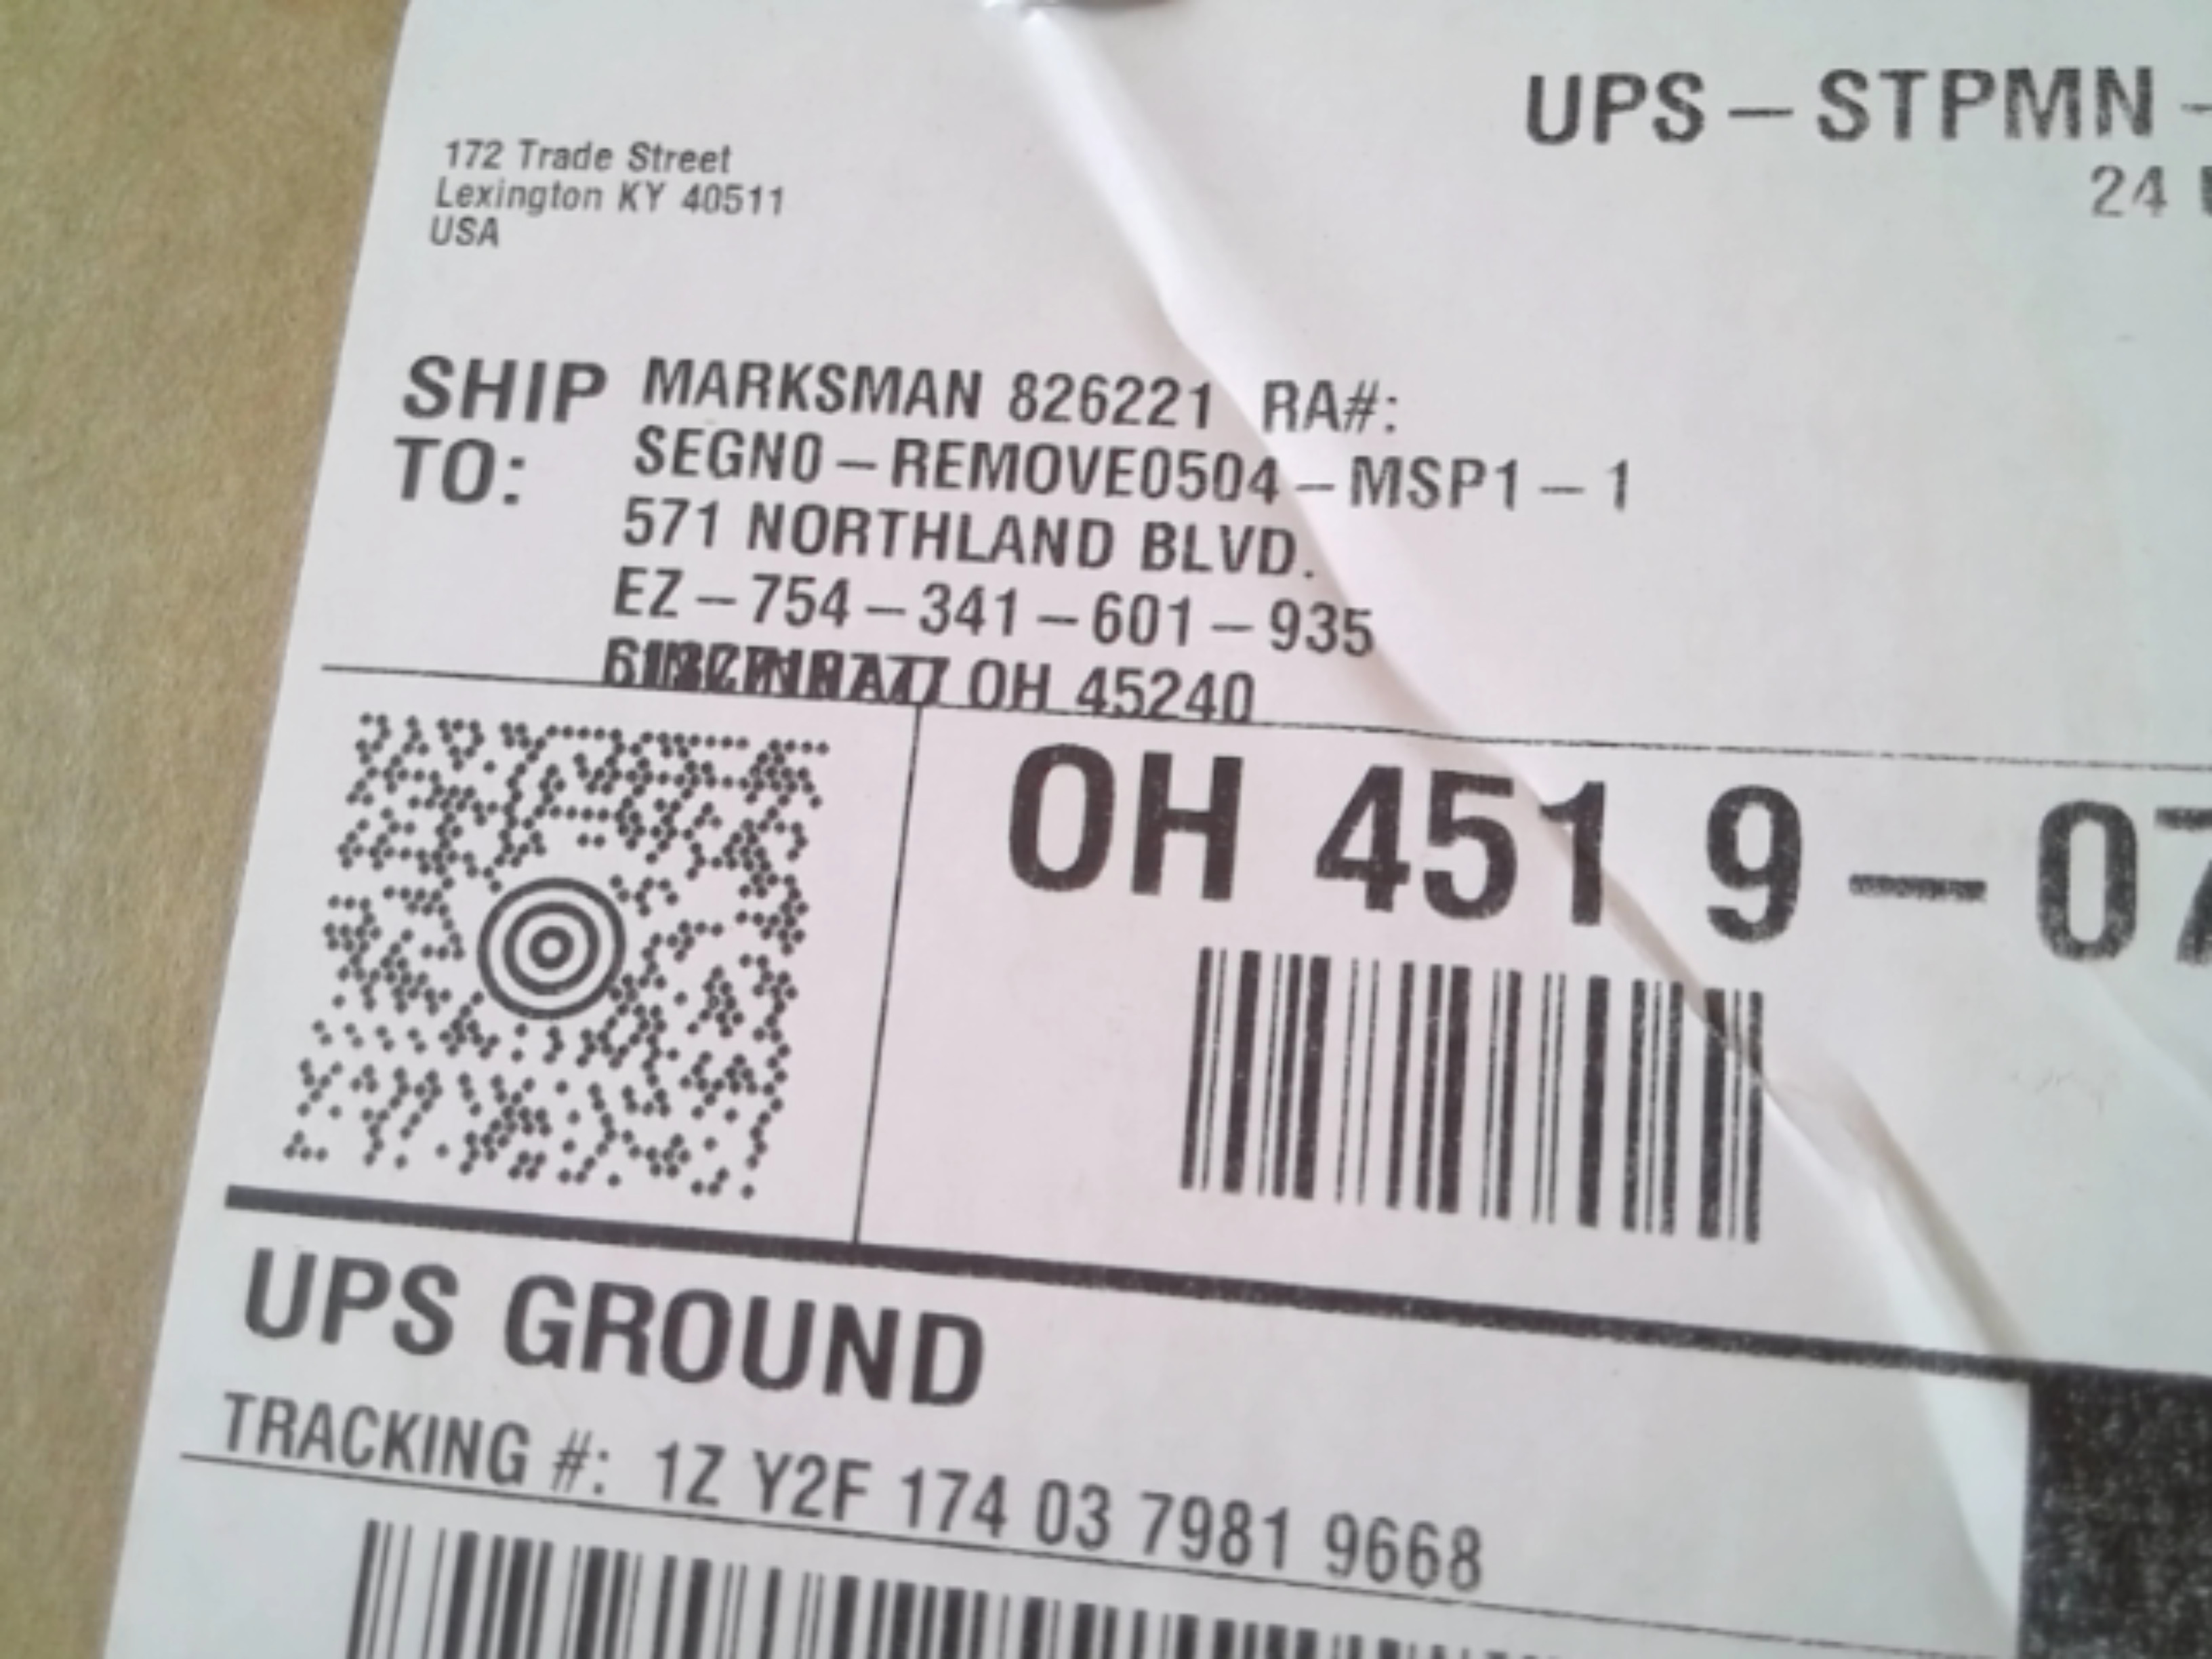 UPS – STPMN –
24
172 Trade Street
Lexington KY 40511
USA
SHIP TO:
MARKSMAN 826221 RA#:
SEGN0 – REMOVE0504 – MSP1 – 1
571 NORTHLAND BLVD.
EZ – 754 – 341 – 601 – 935
OH 45240
OH 451 9 – 07
UPS GROUND
TRACKING #: 1Z Y2F 174 03 7981 9668